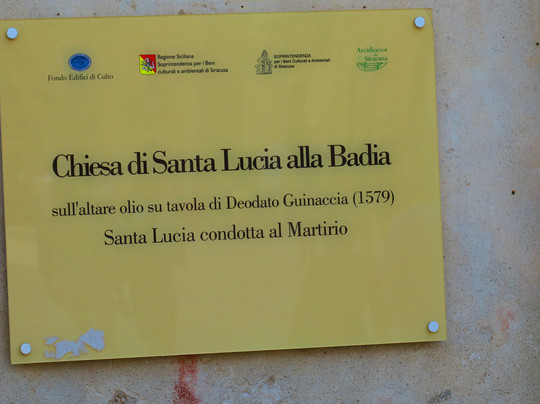 Fondo Edifici di Culto
Regione Siciliana
Soprintendenza per i Beni
culturali e ambientali di Siracusa
SOPRINTENDENZA
per i Beni Culturali e Ambientali
di Siracusa
Arcidiocesi
di
Siracusa
Chiesa di Santa Lucia alla Badia
sull'altare olio su tavola di Deodato Guinaccia (1579)
Santa Lucia condotta al Martirio